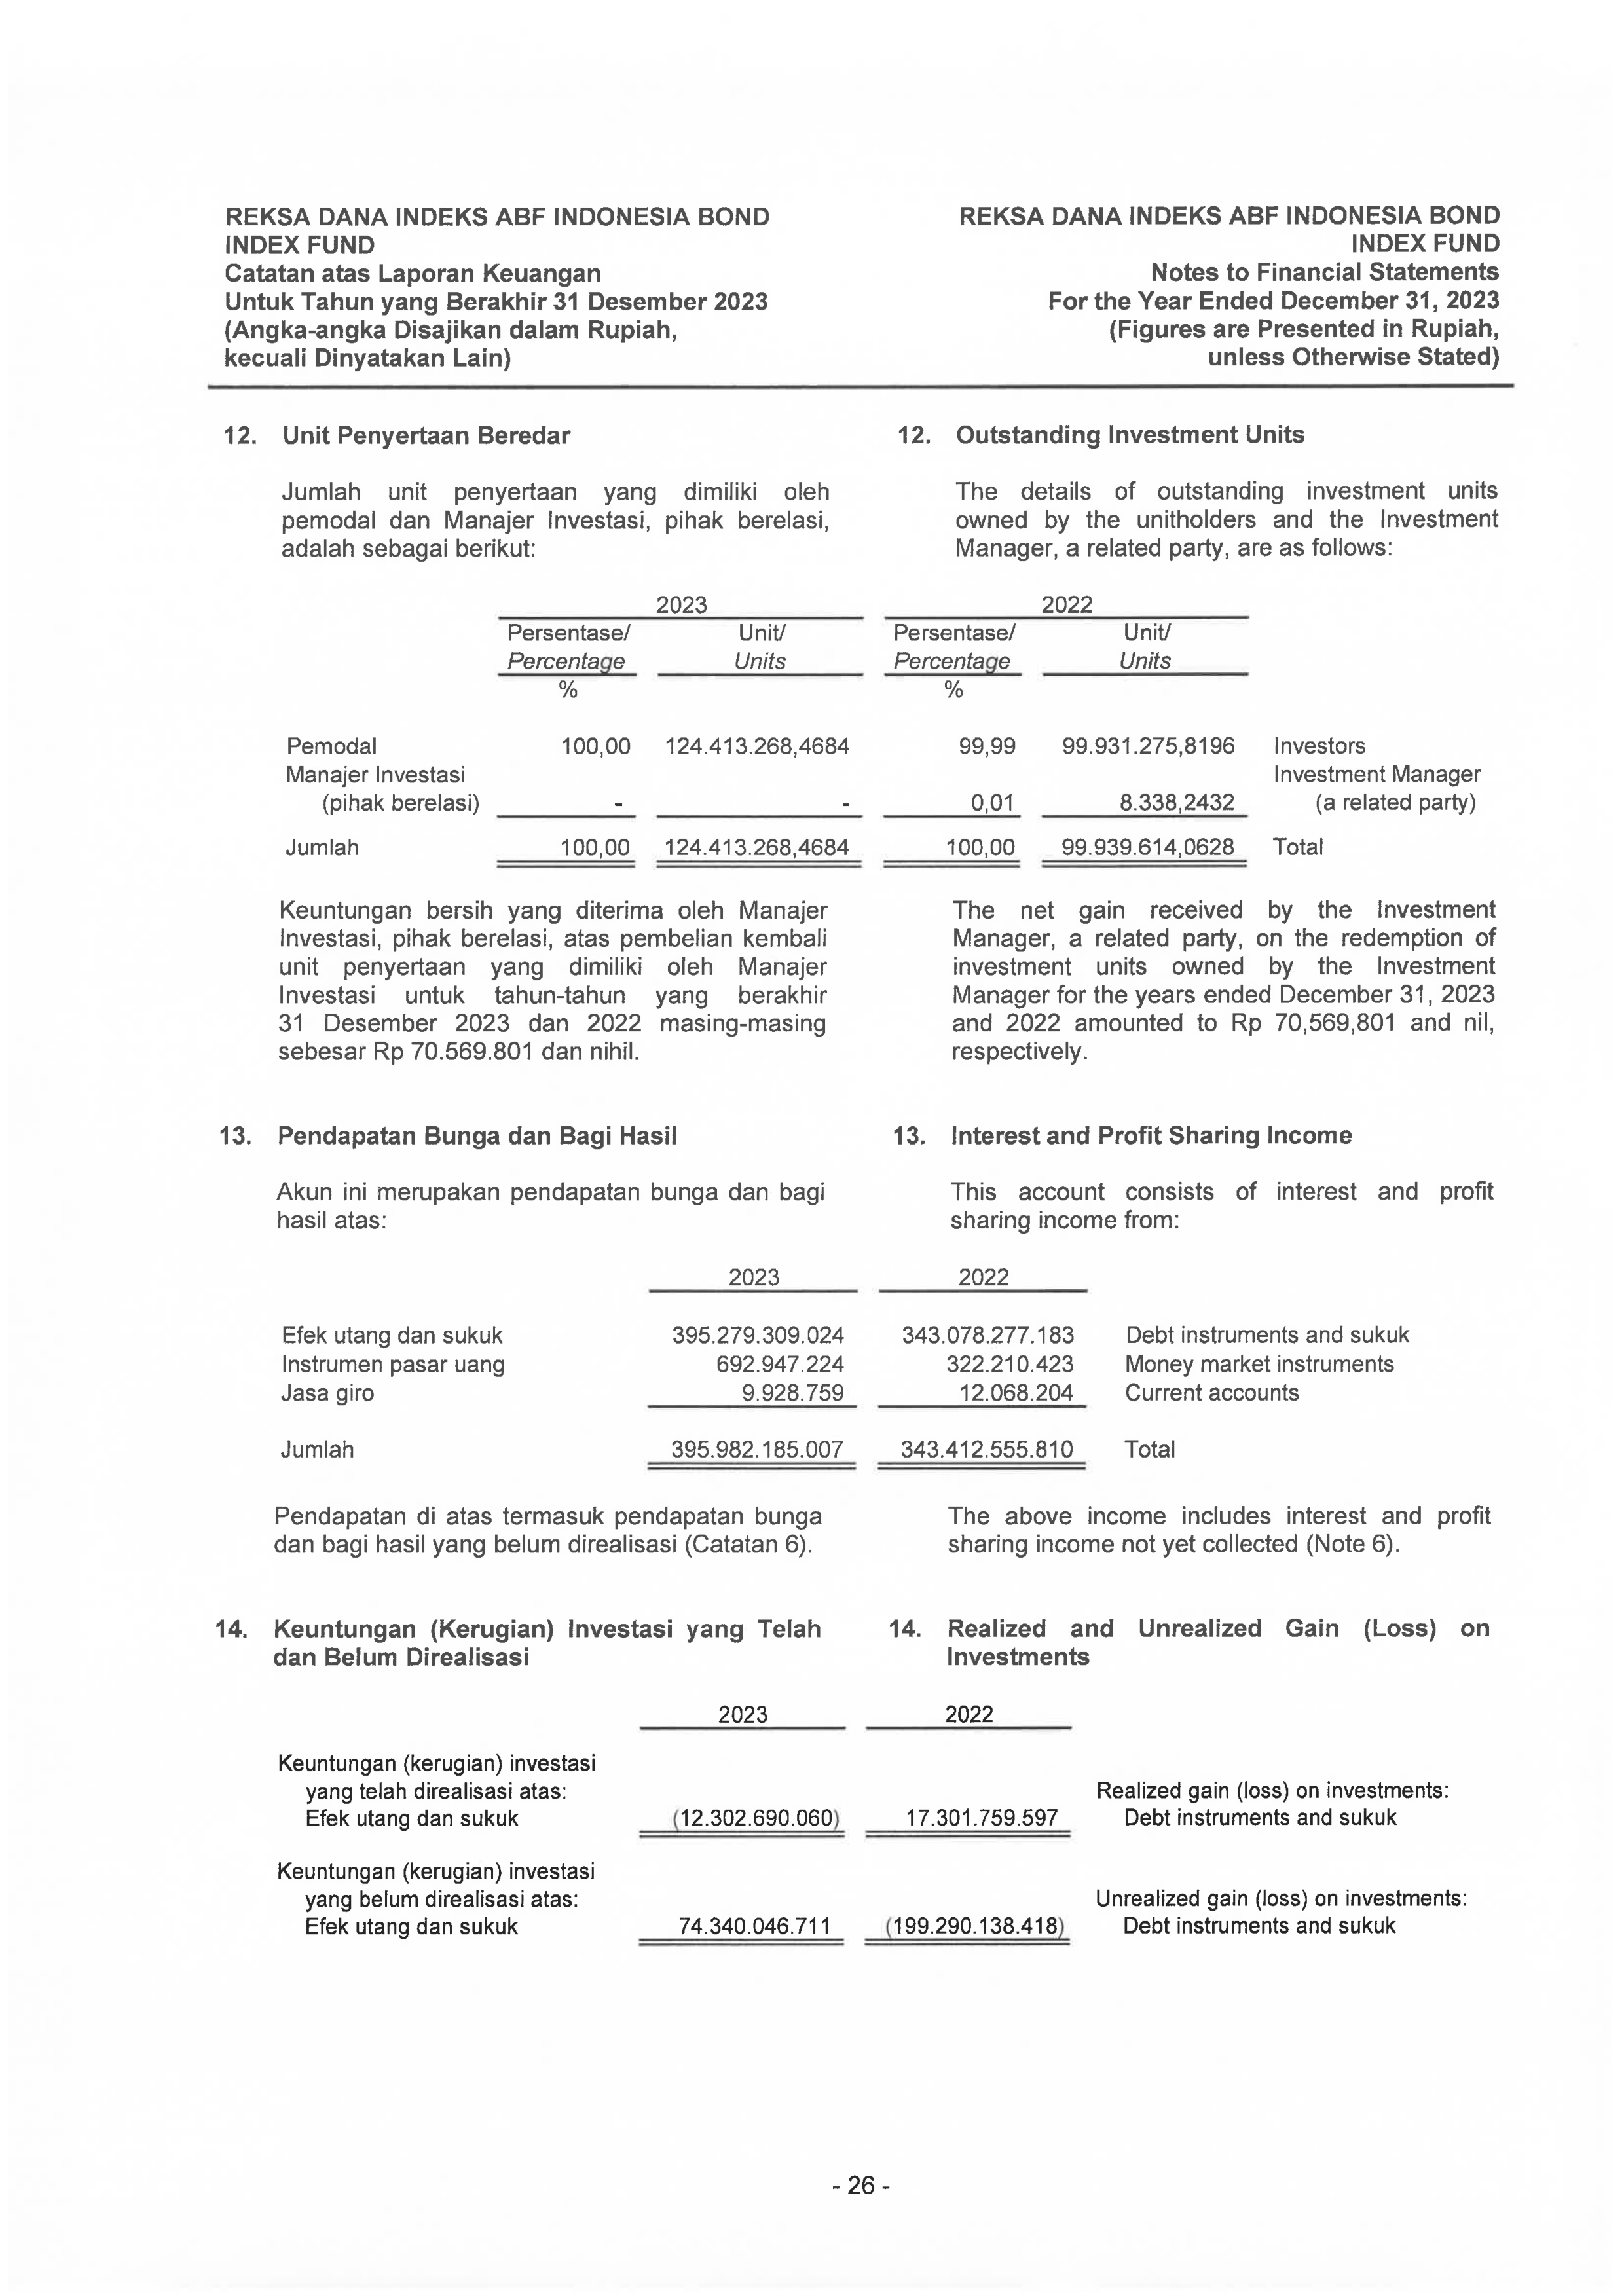 REKSA DANA INDEKS ABF INDONESIA BOND
INDEX FUND
Catatan atas Laporan Keuangan
Untuk Tahun yang Berakhir 31 Desember 2023
(Angka-angka Disajikan dalam Rupiah,
kecuali Dinyatakan Lain)
REKSA DANA INDEKS ABF INDONESIA BOND
INDEX FUND
Notes to Financial Statements
For the Year Ended December 31, 2023
(Figures are Presented in Rupiah,
unless Otherwise Stated)
12. Unit Penyertaan Beredar
Jumlah unit penyertaan yang dimiliki oleh
pemodal dan Manajer Investasi, pihak berelasi,
adalah sebagai berikut:
12. Outstanding Investment Units
The details of outstanding investment units
owned by the unitholders and the Investment
Manager, a related party, are as follows:
2023 2022
Persentase/ Unit/ Persentase/ Unit/
Percentage Units Percentage Units
% %
Pemodal 100,00 124.413.268,4684 99,99 99.931.275,8196 Investors
Manajer Investasi Investment Manager
(pihak berelasi) - - 0,01 8.338,2432 (a related party)
Jumlah 100,00 124.413.268,4684 100,00 99.939.614,0628 Total
Keuntungan bersih yang diterima oleh Manajer
Investasi, pihak berelasi, atas pembelian kembali
unit penyertaan yang dimiliki oleh Manajer
Investasi untuk tahun-tahun yang berakhir
31 Desember 2023 dan 2022 masing-masing
sebesar Rp 70.569.801 dan nihil.
The net gain received by the Investment
Manager, a related party, on the redemption of
investment units owned by the Investment
Manager for the years ended December 31, 2023
and 2022 amounted to Rp 70,569,801 and nil,
respectively.
13. Pendapatan Bunga dan Bagi Hasil
Akun ini merupakan pendapatan bunga dan bagi
hasil atas:
13. Interest and Profit Sharing Income
This account consists of interest and profit
sharing income from:
2023 2022
Efek utang dan sukuk 395.279.309.024 343.078.277.183 Debt instruments and sukuk
Instrumen pasar uang 692.947.224 322.210.423 Money market instruments
Jasa giro 9.928.759 12.068.204 Current accounts
Jumlah 395.982.185.007 343.412.555.810 Total
Pendapatan di atas termasuk pendapatan bunga
dan bagi hasil yang belum direalisasi (Catatan 6).
The above income includes interest and profit
sharing income not yet collected (Note 6).
14. Keuntungan (Kerugian) Investasi yang Telah
dan Belum Direalisasi
14. Realized and Unrealized Gain (Loss) on
Investments
2023 2022
Keuntungan (kerugian) investasi
yang telah direalisasi atas: Realized gain (loss) on investments:
Efek utang dan sukuk (12.302.690.060) 17.301.759.597 Debt instruments and sukuk
Keuntungan (kerugian) investasi
yang belum direalisasi atas: Unrealized gain (loss) on investments:
Efek utang dan sukuk 74.340.046.711 (199.290.138.418) Debt instruments and sukuk
- 26 -